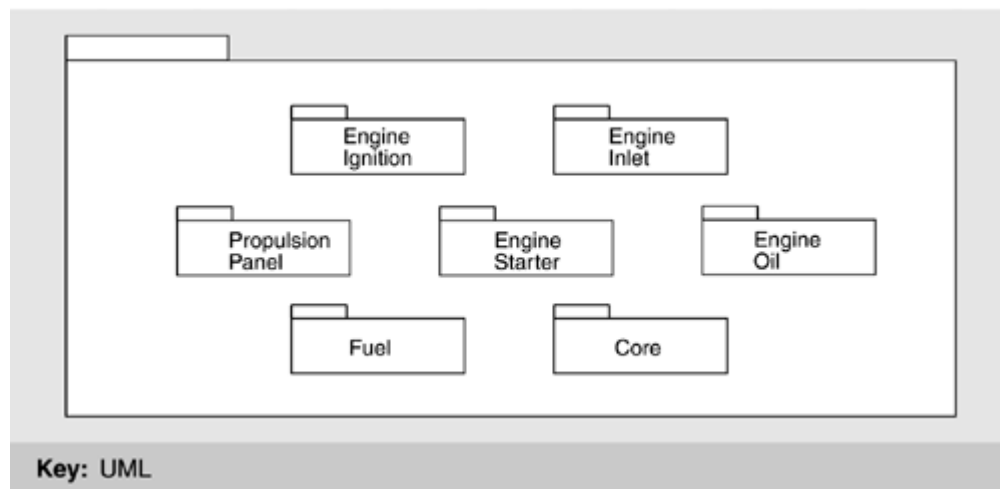 Engine
Ignition
Engine
Inlet
Propulsion
Panel
Engine
Starter
Engine
Oil
Fuel
Core
Key: UML